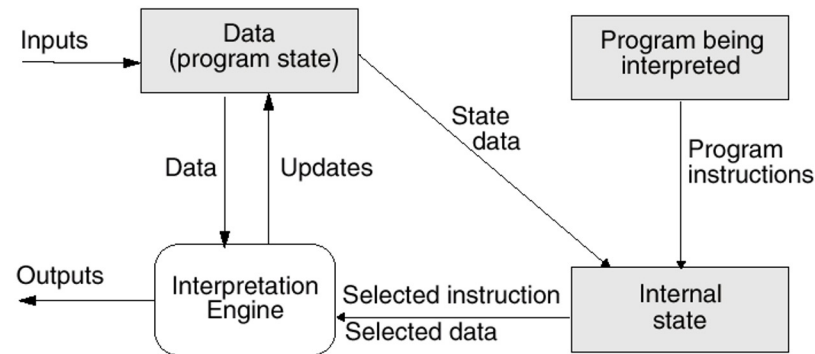 Inputs
Data
(program state)
Program being
interpreted
State
data
Program
instructions
Data
Updates
Outputs
Interpretation
Engine
Selected instruction
Selected data
Internal
state